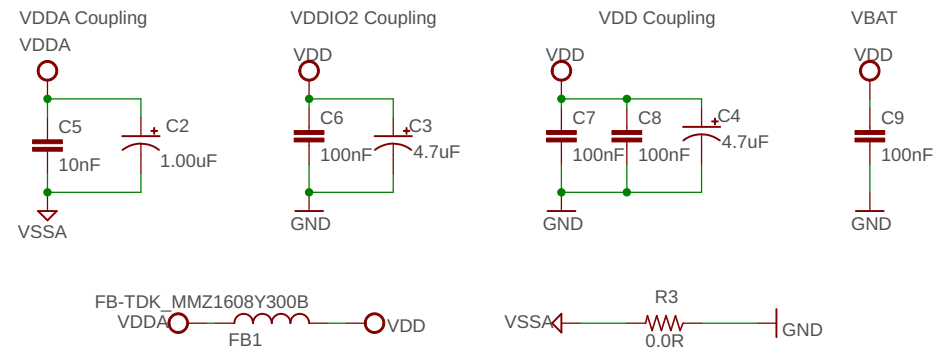 VDDA Coupling
VDDIO2 Coupling
VDD Coupling
VBAT
VDDA
VDD
VDD
VDD
C5
10nF
+
C2
1.00uF
C6
100nF
+
C3
4.7uF
C7
100nF
C8
100nF
+
C4
4.7uF
C9
100nF
VSSA
GND
GND
GND
FB-TDK_MMZ1608Y300B
VDDA
VDD
FB1
R3
VSSA
GND
0.0R